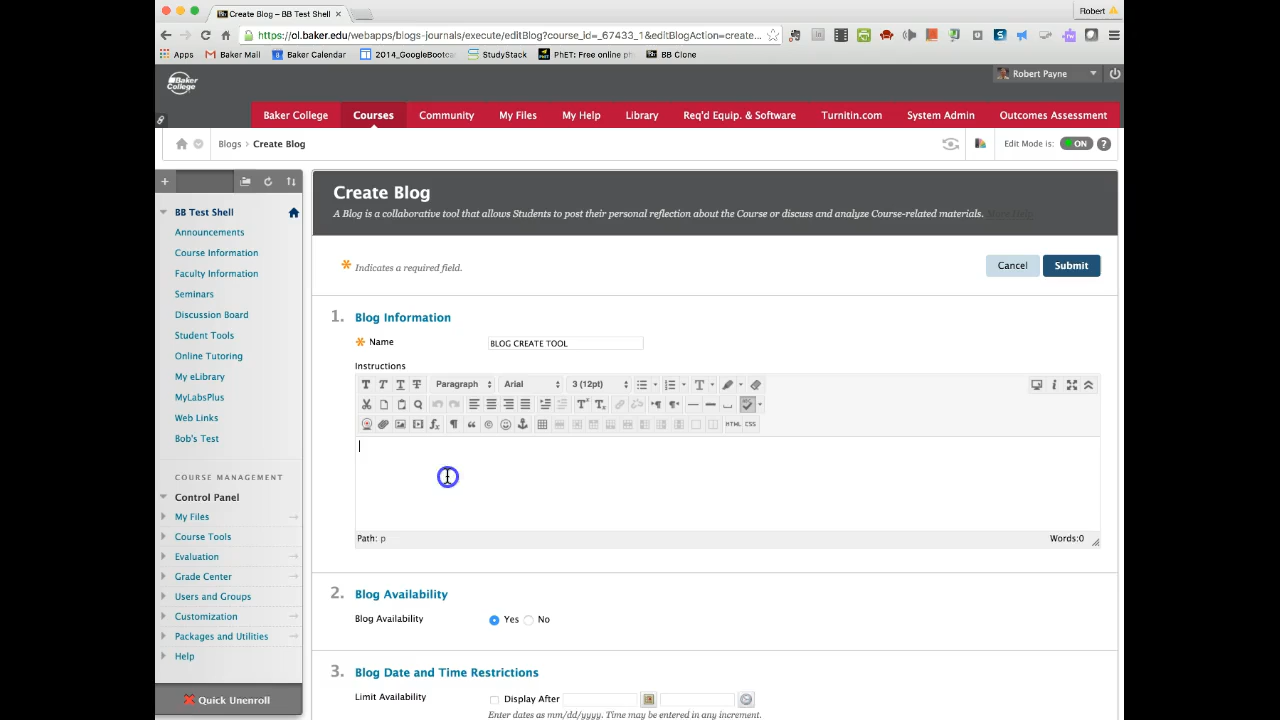 Create Blog – BB Test Shell ×
Robert
https://ol.baker.edu/webapps/blogs-journals/execute/editBlog?course_id=_67433_1&editBlogAction=create...
Apps Baker Mail Baker Calendar 2014_GoogleBootca StudyStack PhET: Free online ph BB Clone
Baker College
Robert Payne
Baker College Courses Community My Files My Help Library Req'd Equip. & Software Turnitin.com System Admin Outcomes Assessment
Blogs > Create Blog
Edit Mode is: ON ?
Create Blog
A Blog is a collaborative tool that allows Students to post their personal reflection about the Course or discuss and analyze Course-related materials. More Help
BB Test Shell
Announcements
Course Information
Faculty Information
Seminars
Discussion Board
Student Tools
Online Tutoring
My eLibrary
MyLabsPlus
Web Links
Bob's Test
COURSE MANAGEMENT
Control Panel
My Files
Course Tools
Evaluation
Grade Center
Users and Groups
Customization
Packages and Utilities
Help
Quick Unenroll
* Indicates a required field.
Cancel Submit
1. Blog Information
* Name BLOG CREATE TOOL
Instructions
T T T T Paragraph Arial 3 (12pt)
HTML CSS
Path: p Words:0
2. Blog Availability
Blog Availability Yes No
3. Blog Date and Time Restrictions
Limit Availability Display After
Enter dates as mm/dd/yyyy. Time may be entered in any increment.